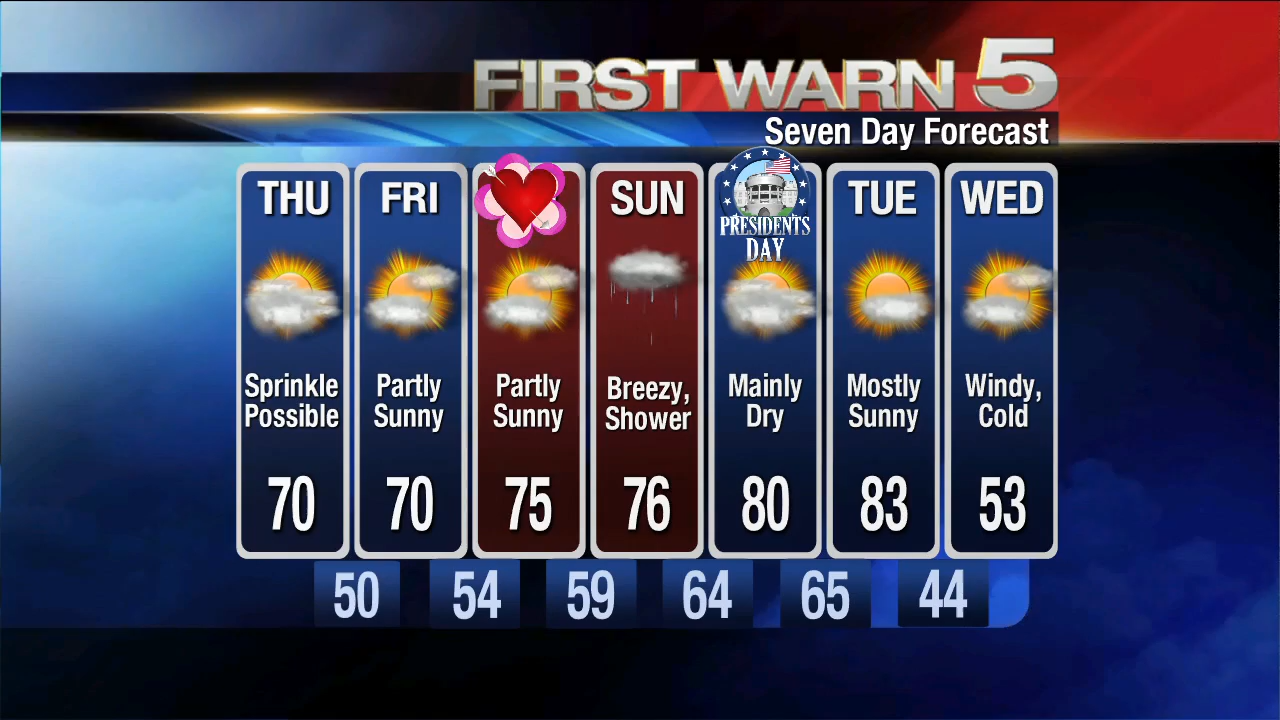 FIRST WARN 5
Seven Day Forecast
THU
FRI
SUN
PRESIDENTS
DAY
TUE
WED
Sprinkle
Possible
Partly
Sunny
Partly
Sunny
Breezy,
Shower
Mainly
Dry
Mostly
Sunny
Windy,
Cold
70
70
75
76
80
83
53
50
54
59
64
65
44